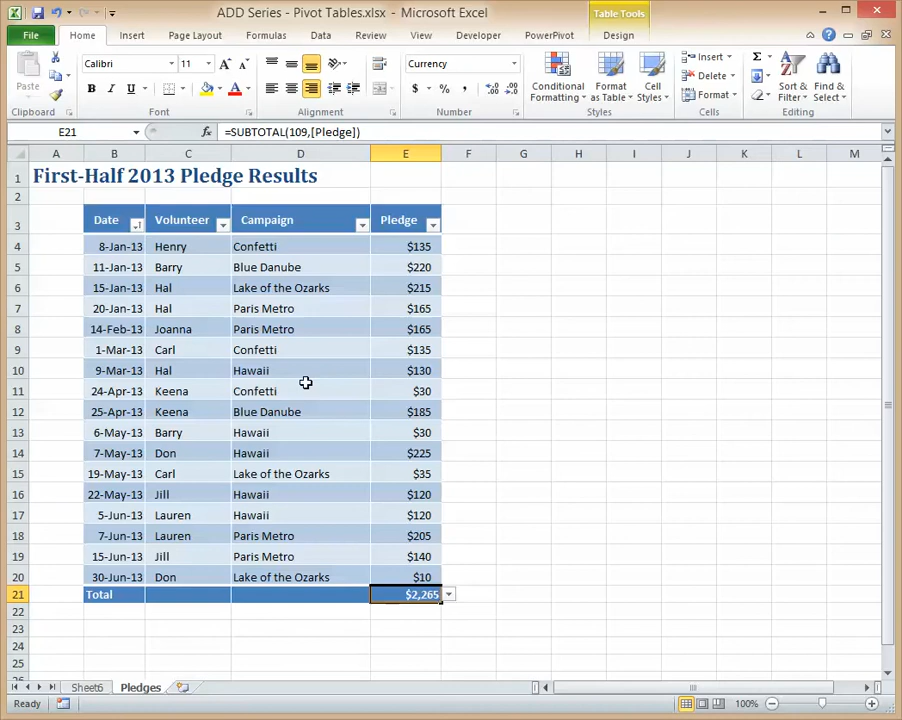 ADD Series - Pivot Tables.xlsx - Microsoft Excel
Table Tools
File Home Insert Page Layout Formulas Data Review View Developer PowerPivot Design
Calibri 11 Currency
Paste
B I U
$ % ,
Conditional Formatting Format as Table Cell Styles
Insert Delete Format
Sort & Filter Find & Select
Clipboard Font Alignment Number Styles Cells Editing
E21 fx =SUBTOTAL(109,[Pledge])
A B C D E F G H I J K L M
1 First-Half 2013 Pledge Results
2
3 Date Volunteer Campaign Pledge
4 8-Jan-13 Henry Confetti $135
5 11-Jan-13 Barry Blue Danube $220
6 15-Jan-13 Hal Lake of the Ozarks $215
7 20-Jan-13 Hal Paris Metro $165
8 14-Feb-13 Joanna Paris Metro $165
9 1-Mar-13 Carl Confetti $135
10 9-Mar-13 Hal Hawaii $130
11 24-Apr-13 Keena Confetti $30
12 25-Apr-13 Keena Blue Danube $185
13 6-May-13 Barry Hawaii $30
14 7-May-13 Don Hawaii $225
15 19-May-13 Carl Lake of the Ozarks $35
16 22-May-13 Jill Hawaii $120
17 5-Jun-13 Lauren Hawaii $120
18 7-Jun-13 Lauren Paris Metro $205
19 15-Jun-13 Jill Paris Metro $140
20 30-Jun-13 Don Lake of the Ozarks $10
21 Total $2,265
22
23
24
25
26
Sheet6 Pledges
Ready 100%